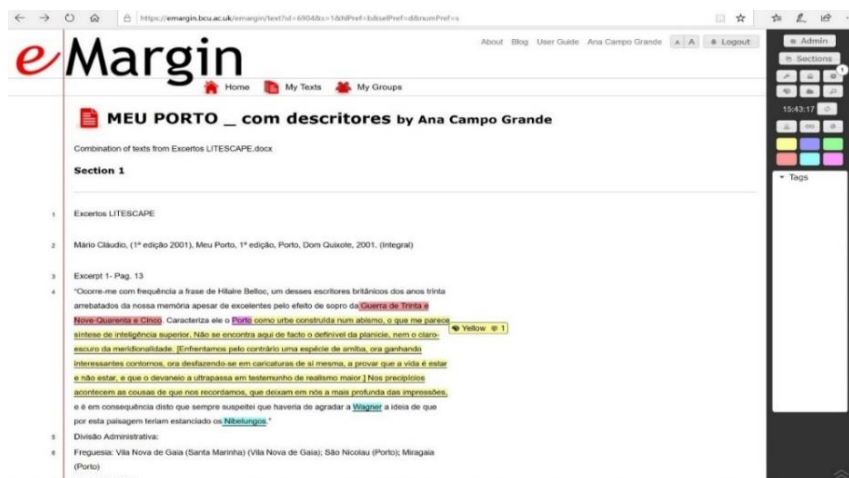 https://emargin.bcu.ac.uk/emargin/text?id=6904&s=1&hlPref=b&selPref=d&numPref=s
eMargin
About Blog User Guide Ana Campo Grande A A Logout
Home My Texts My Groups
Admin
Sections
1
15:43:17
Tags
MEU PORTO _ com descritores by Ana Campo Grande
Combination of texts from Excertos LITESCAPE.docx
Section 1
1 Excertos LITESCAPE
2 Mário Cláudio, (1ª edição 2001), Meu Porto, 1ª edição, Porto, Dom Quixote, 2001. (Integral)
3 Excerpt 1- Pag. 13
4 "Ocorre-me com frequência a frase de Hilaire Belloc, um desses escritores britânicos dos anos trinta
arrebatados da nossa memória apesar de excelentes pelo efeito de sopro da Guerra de Trinta e
Nove-Quarenta e Cinco. Caracteriza ele o Porto como urbe construída num abismo, o que me parece
Yellow 1
síntese de inteligência superior. Não se encontra aqui de facto o definível da planície, nem o claro-
escuro da meridionalidade. [Enfrentamos pelo contrário uma espécie de amiba, ora ganhando
interessantes contornos, ora desfazendo-se em caricaturas de si mesma, a provar que a vida é estar
e não estar, e que o devaneio a ultrapassa em testemunho de realismo maior.] Nos precipícios
acontecem as cousas de que nos recordamos, que deixam em nós a mais profunda das impressões,
e é em consequência disto que sempre suspeitei que haveria de agradar a Wagner a ideia de que
por esta paisagem teriam estanciado os Nibelungos."
5 Divisão Administrativa:
6 Freguesia: Vila Nova de Gaia (Santa Marinha) (Vila Nova de Gaia); São Nicolau (Porto); Miragaia
(Porto)